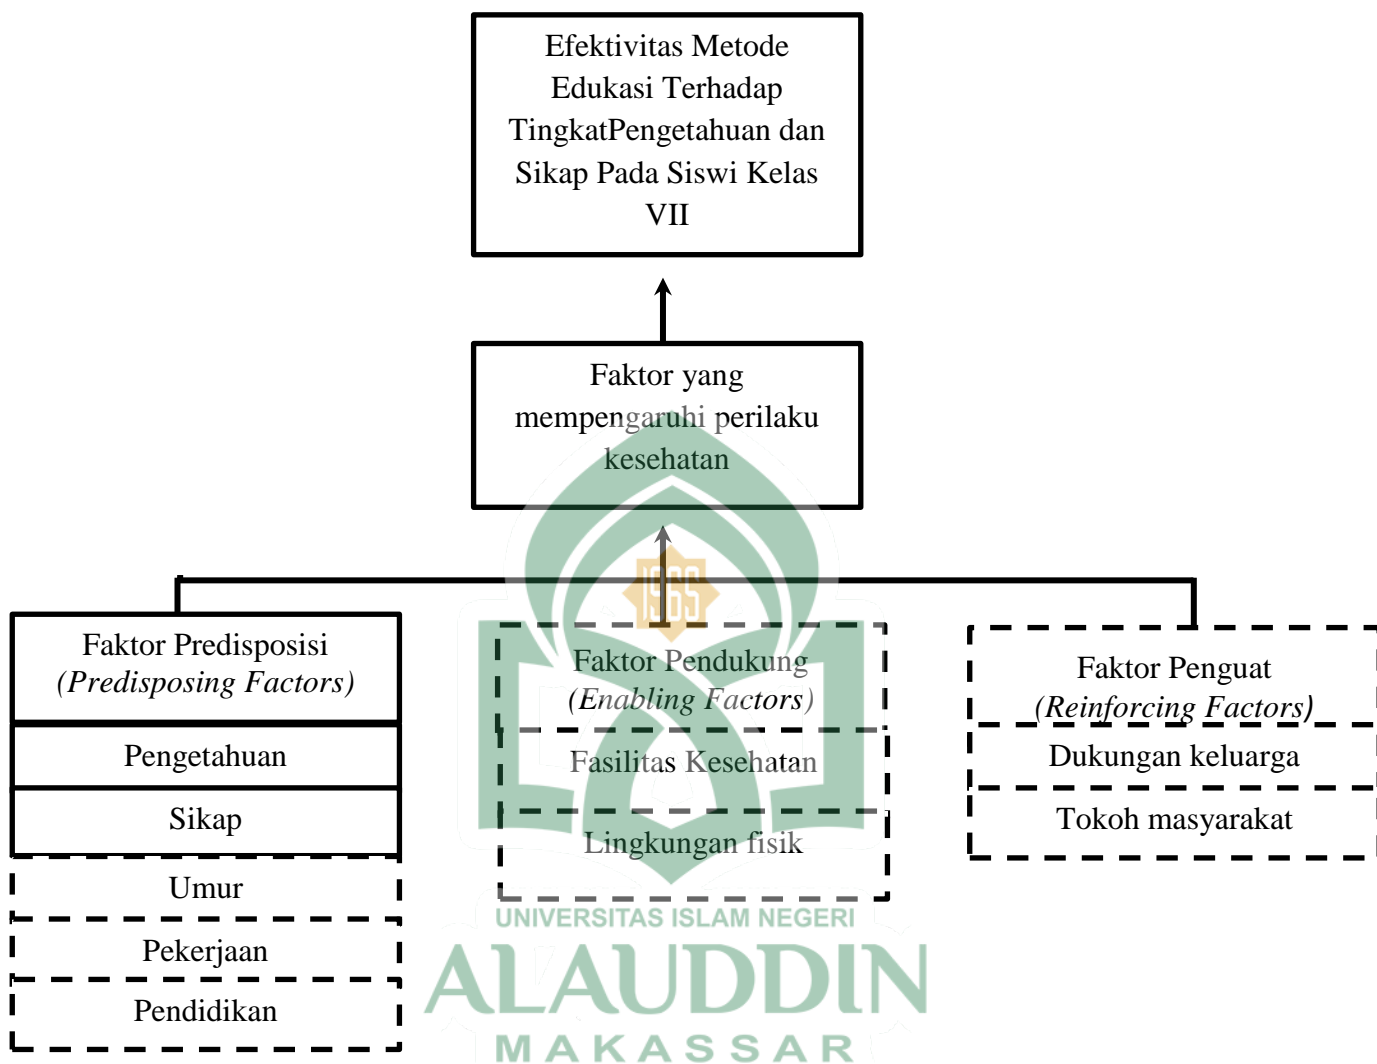 Efektivitas Metode
Edukasi Terhadap
TingkatPengetahuan dan
Sikap Pada Siswi Kelas
VII
Faktor yang
mempengaruhi perilaku
kesehatan
1965
Faktor Predisposisi
(Predisposing Factors)
Pengetahuan
Sikap
Umur
Pekerjaan
Pendidikan
Faktor Pendukung
(Enabling Factors)
Fasilitas Kesehatan
Lingkungan fisik
Faktor Penguat
(Reinforcing Factors)
Dukungan keluarga
Tokoh masyarakat
UNIVERSITAS ISLAM NEGERI
ALAUDDIN
MAKASSAR